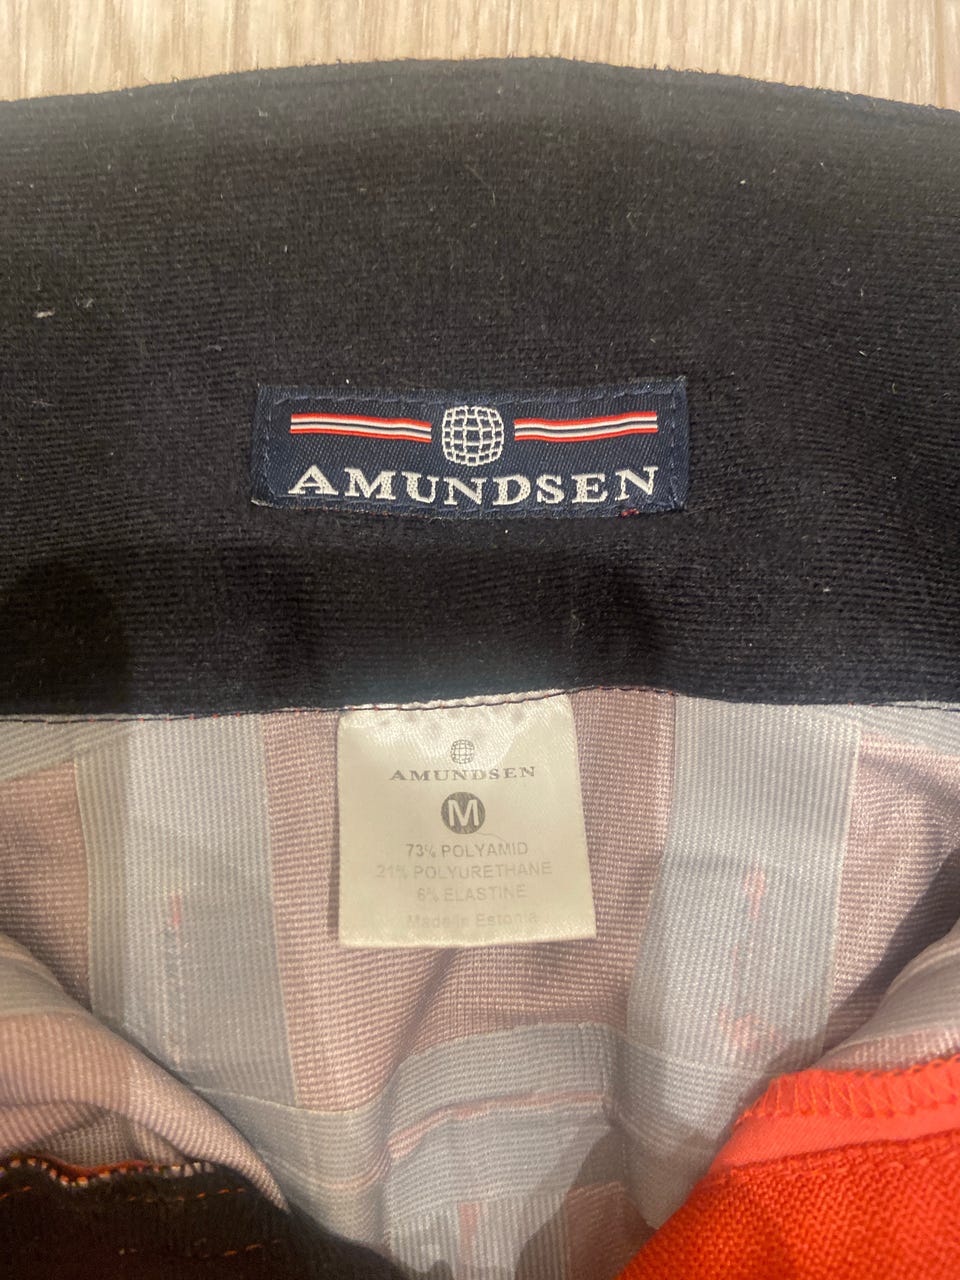 AMUNDSEN
AMUNDSEN
M
73% POLYAMID
21% POLYURETHANE
6% ELASTINE
Made in Estonia